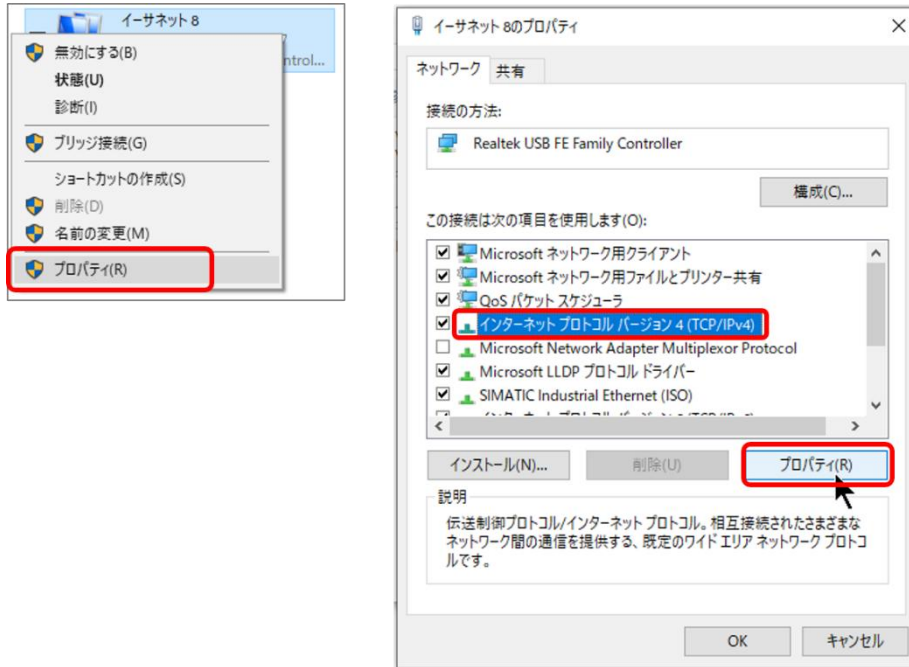 イーサネット 8
ntrol...
無効にする(B)
状態(U)
診断(I)
ブリッジ接続(G)
ショートカットの作成(S)
削除(D)
名前の変更(M)
プロパティ(R)
イーサネット 8のプロパティ
ネットワーク 共有
接続の方法:
Realtek USB FE Family Controller
構成(C)...
この接続は次の項目を使用します(O):
Microsoft ネットワーク用クライアント
Microsoft ネットワーク用ファイルとプリンター共有
QoS パケット スケジューラ
インターネット プロトコル バージョン 4 (TCP/IPv4)
Microsoft Network Adapter Multiplexor Protocol
Microsoft LLDP プロトコル ドライバー
SIMATIC Industrial Ethernet (ISO)
インストール(N)... 削除(U) プロパティ(R)
説明
伝送制御プロトコル/インターネット プロトコル。相互接続されたさまざまな
ネットワーク間の通信を提供する、既定のワイド エリア ネットワーク プロトコ
ルです。
OK キャンセル